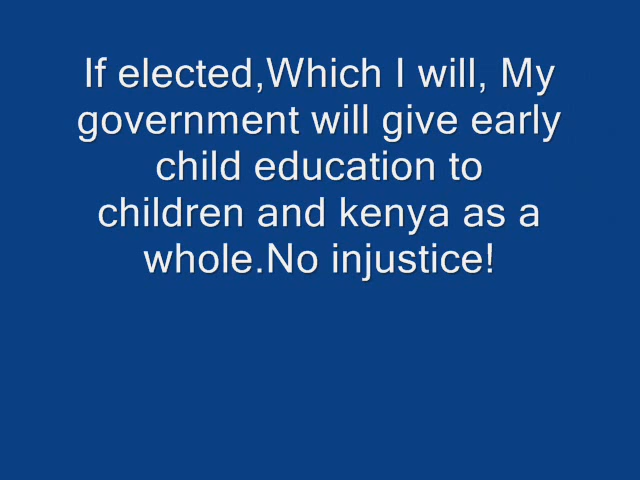 If elected,Which I will, My
government will give early
child education to
children and kenya as a
whole.No injustice!